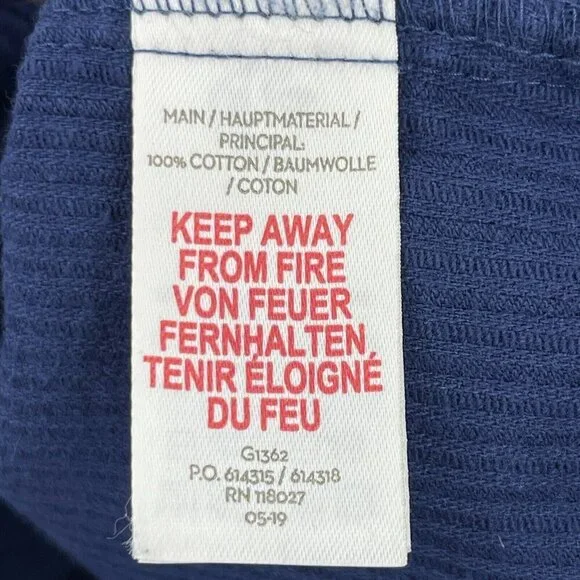 MAIN / HAUPTMATERIAL /
PRINCIPAL:
100% COTTON / BAUMWOLLE
/ COTON
KEEP AWAY
FROM FIRE
VON FEUER
FERNHALTEN
TENIR ÉLOIGNÉ
DU FEU
G1362
P.O. 614315 / 614318
RN 118027
05-19